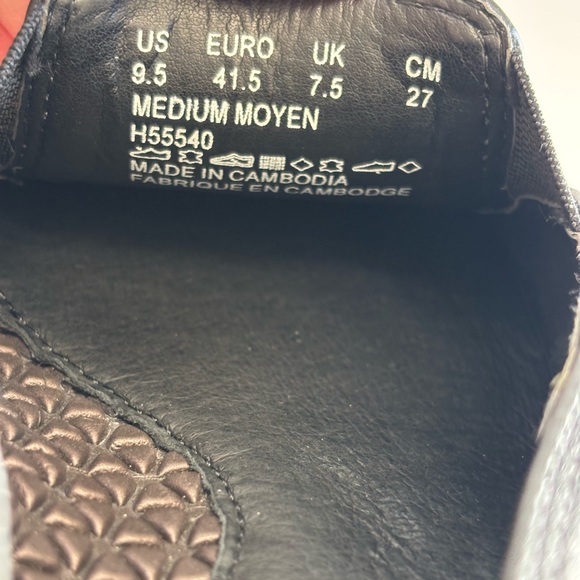 US EURO UK CM
9.5 41.5 7.5 27
MEDIUM MOYEN
H55540
MADE IN CAMBODIA
FABRIQUE EN CAMBODGE